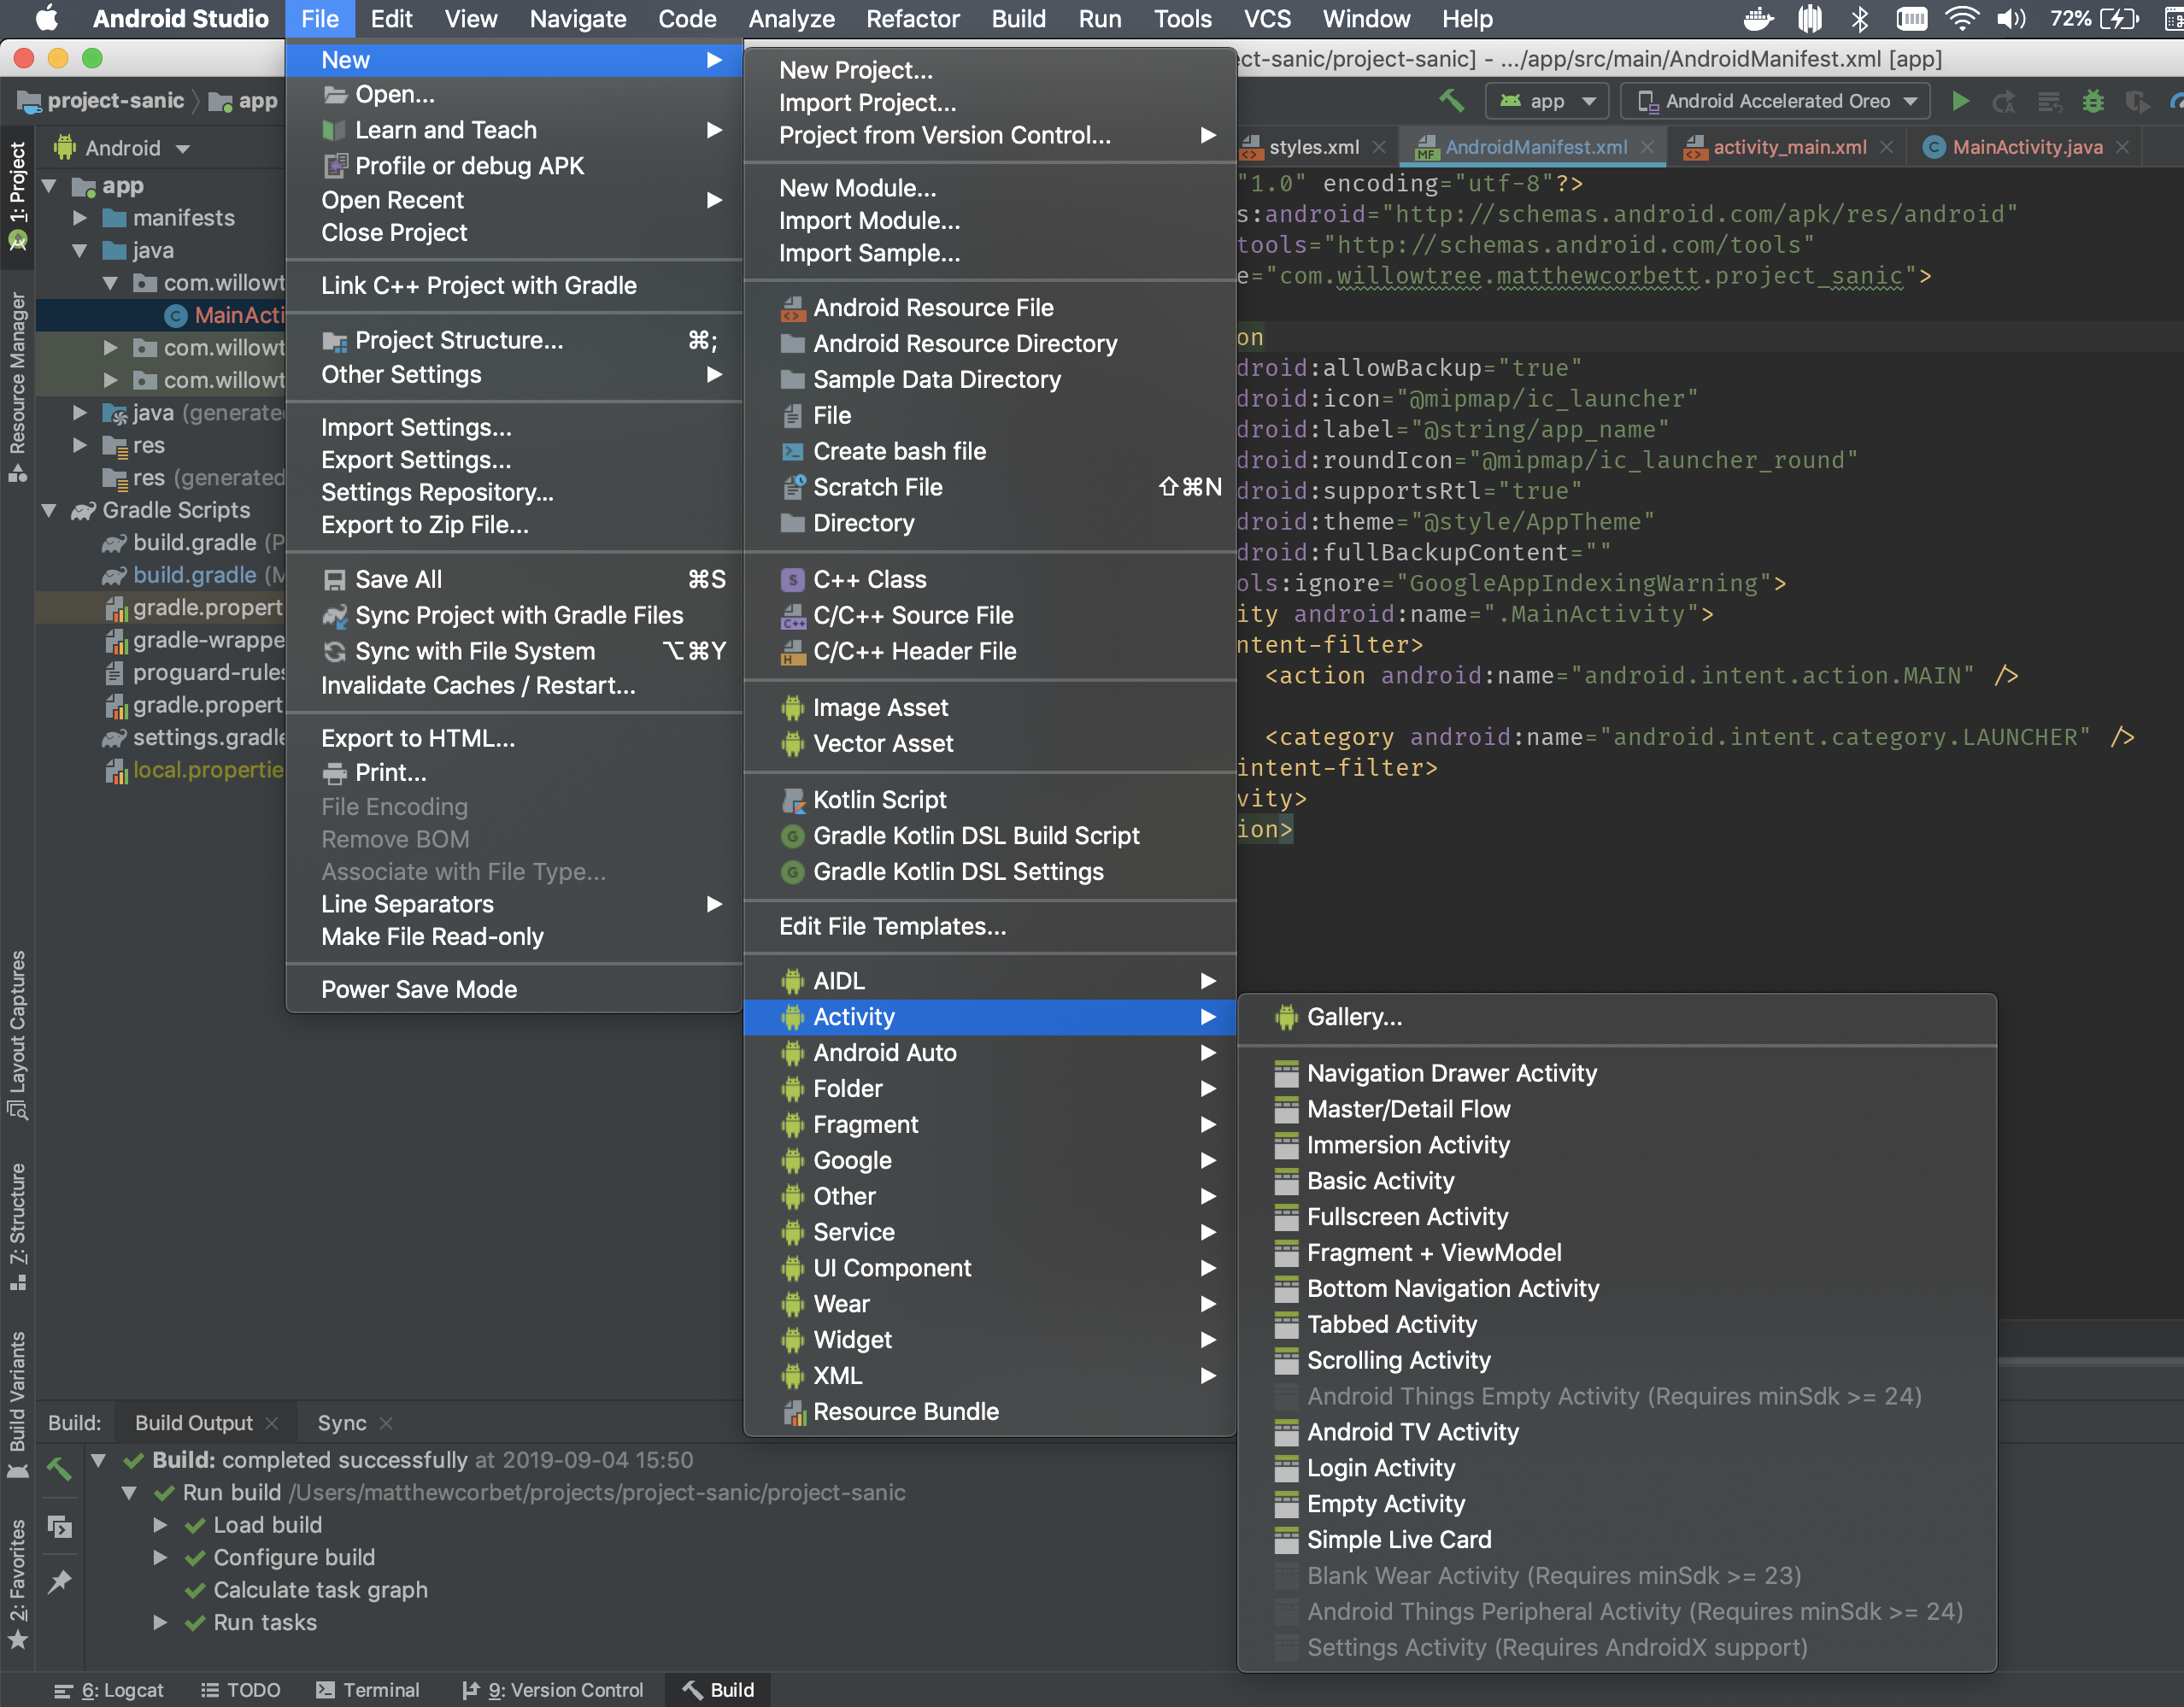 Android Studio File Edit View Navigate Code Analyze Refactor Build Run Tools VCS Window Help 72%
ct-sanic/project-sanic] - .../app/src/main/AndroidManifest.xml [app]
project-sanic app
app Android Accelerated Oreo
styles.xml AndroidManifest.xml activity_main.xml MainActivity.java
1: Project
Resource Manager
Layout Captures
Z: Structure
Build Variants
2: Favorites
Android
app
manifests
java
com.willowt
MainActi
com.willowt
com.willowt
java (generate
res
res (generated
Gradle Scripts
build.gradle (P
build.gradle (M
gradle.propert
gradle-wrappe
proguard-rules
gradle.propert
settings.gradle
local.propertie
New
Open...
Learn and Teach
Profile or debug APK
Open Recent
Close Project
Link C++ Project with Gradle
Project Structure... ⌘;
Other Settings
Import Settings...
Export Settings...
Settings Repository...
Export to Zip File...
Save All ⌘S
Sync Project with Gradle Files
Sync with File System ⌥⌘Y
Invalidate Caches / Restart...
Export to HTML...
Print...
File Encoding
Remove BOM
Associate with File Type...
Line Separators
Make File Read-only
Power Save Mode
New Project...
Import Project...
Project from Version Control...
New Module...
Import Module...
Import Sample...
Android Resource File
Android Resource Directory
Sample Data Directory
File
Create bash file
Scratch File ⇧⌘N
Directory
C++ Class
C/C++ Source File
C/C++ Header File
Image Asset
Vector Asset
Kotlin Script
Gradle Kotlin DSL Build Script
Gradle Kotlin DSL Settings
Edit File Templates...
AIDL
Activity
Android Auto
Folder
Fragment
Google
Other
Service
UI Component
Wear
Widget
XML
Resource Bundle
Gallery...
Navigation Drawer Activity
Master/Detail Flow
Immersion Activity
Basic Activity
Fullscreen Activity
Fragment + ViewModel
Bottom Navigation Activity
Tabbed Activity
Scrolling Activity
Android Things Empty Activity (Requires minSdk >= 24)
Android TV Activity
Login Activity
Empty Activity
Simple Live Card
Blank Wear Activity (Requires minSdk >= 23)
Android Things Peripheral Activity (Requires minSdk >= 24)
Settings Activity (Requires AndroidX support)
"1.0" encoding="utf-8"?>
s:android="http://schemas.android.com/apk/res/android"
tools="http://schemas.android.com/tools"
e="com.willowtree.matthewcorbett.project_sanic">
on
droid:allowBackup="true"
droid:icon="@mipmap/ic_launcher"
droid:label="@string/app_name"
droid:roundIcon="@mipmap/ic_launcher_round"
droid:supportsRtl="true"
droid:theme="@style/AppTheme"
droid:fullBackupContent=""
ols:ignore="GoogleAppIndexingWarning">
ity android:name=".MainActivity">
ntent-filter>
<action android:name="android.intent.action.MAIN" />
<category android:name="android.intent.category.LAUNCHER" />
intent-filter>
vity>
ion>
Build: Build Output Sync
Build: completed successfully at 2019-09-04 15:50
Run build /Users/matthewcorbet/projects/project-sanic/project-sanic
Load build
Configure build
Calculate task graph
Run tasks
6: Logcat TODO Terminal 9: Version Control Build